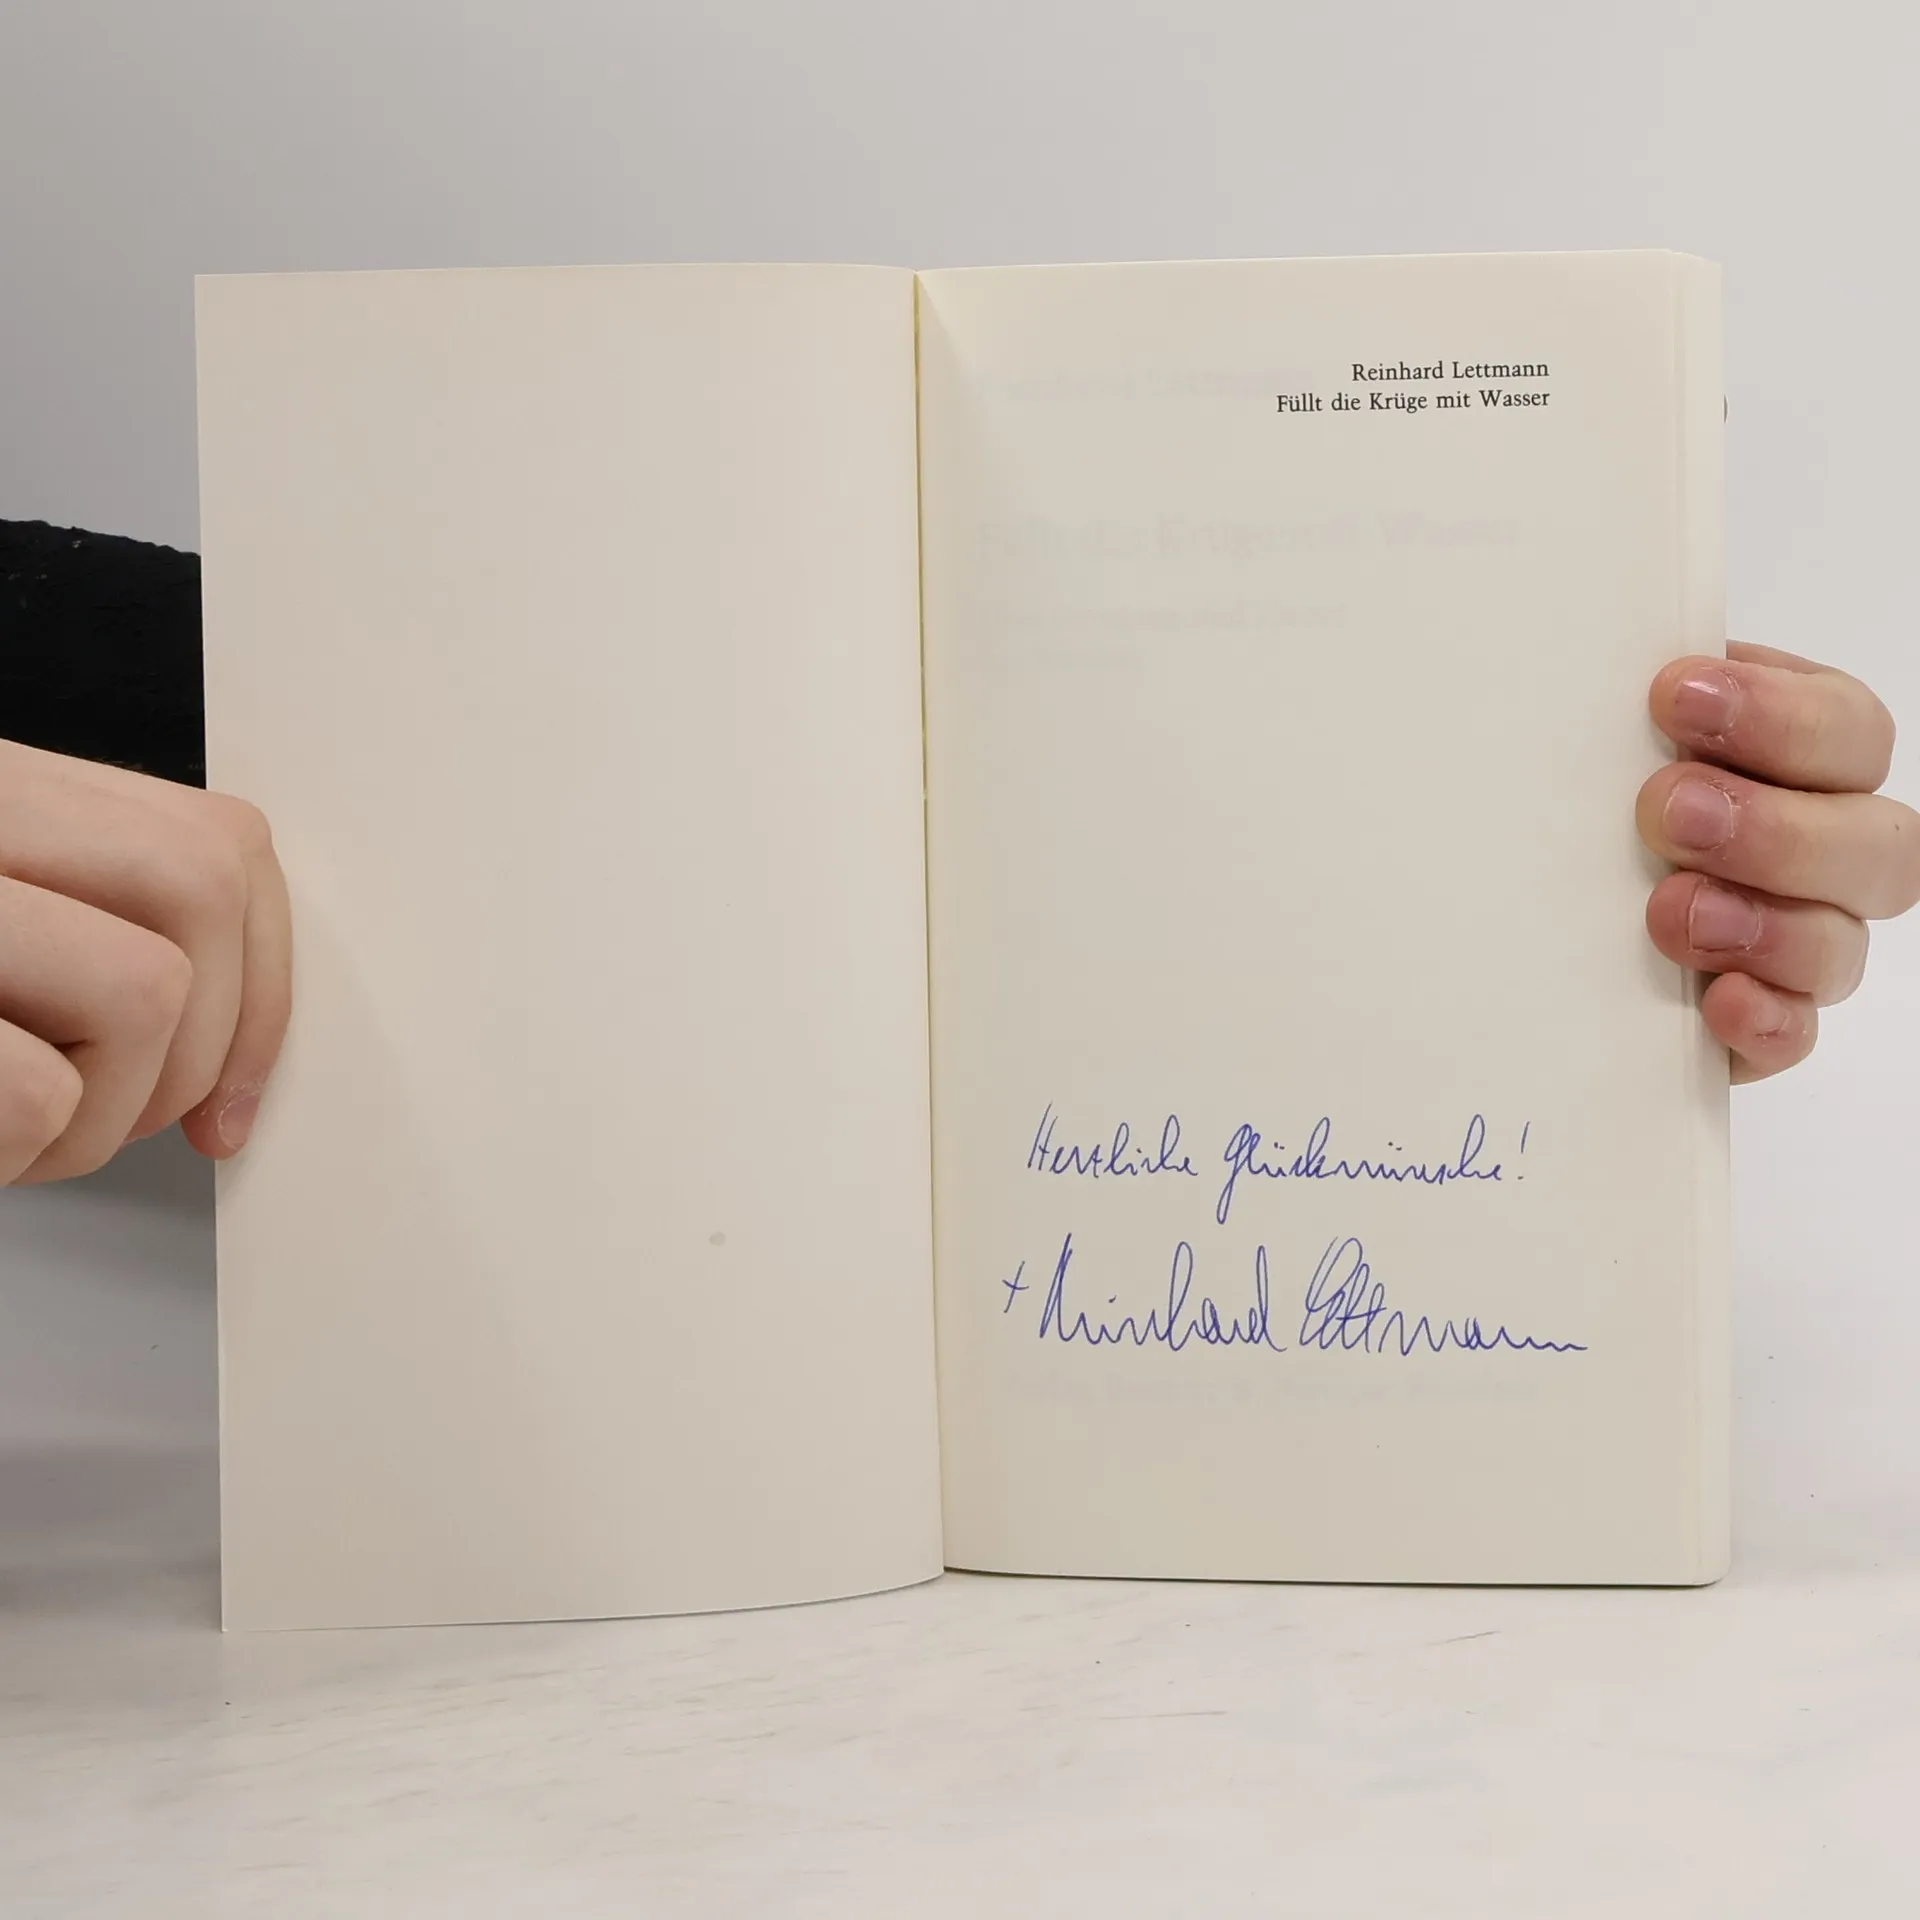 Reinhard Lettmann
Füllt die Krüge mit Wasser
Herzliche Glückwünsche!
+ Reinhard Lettmann